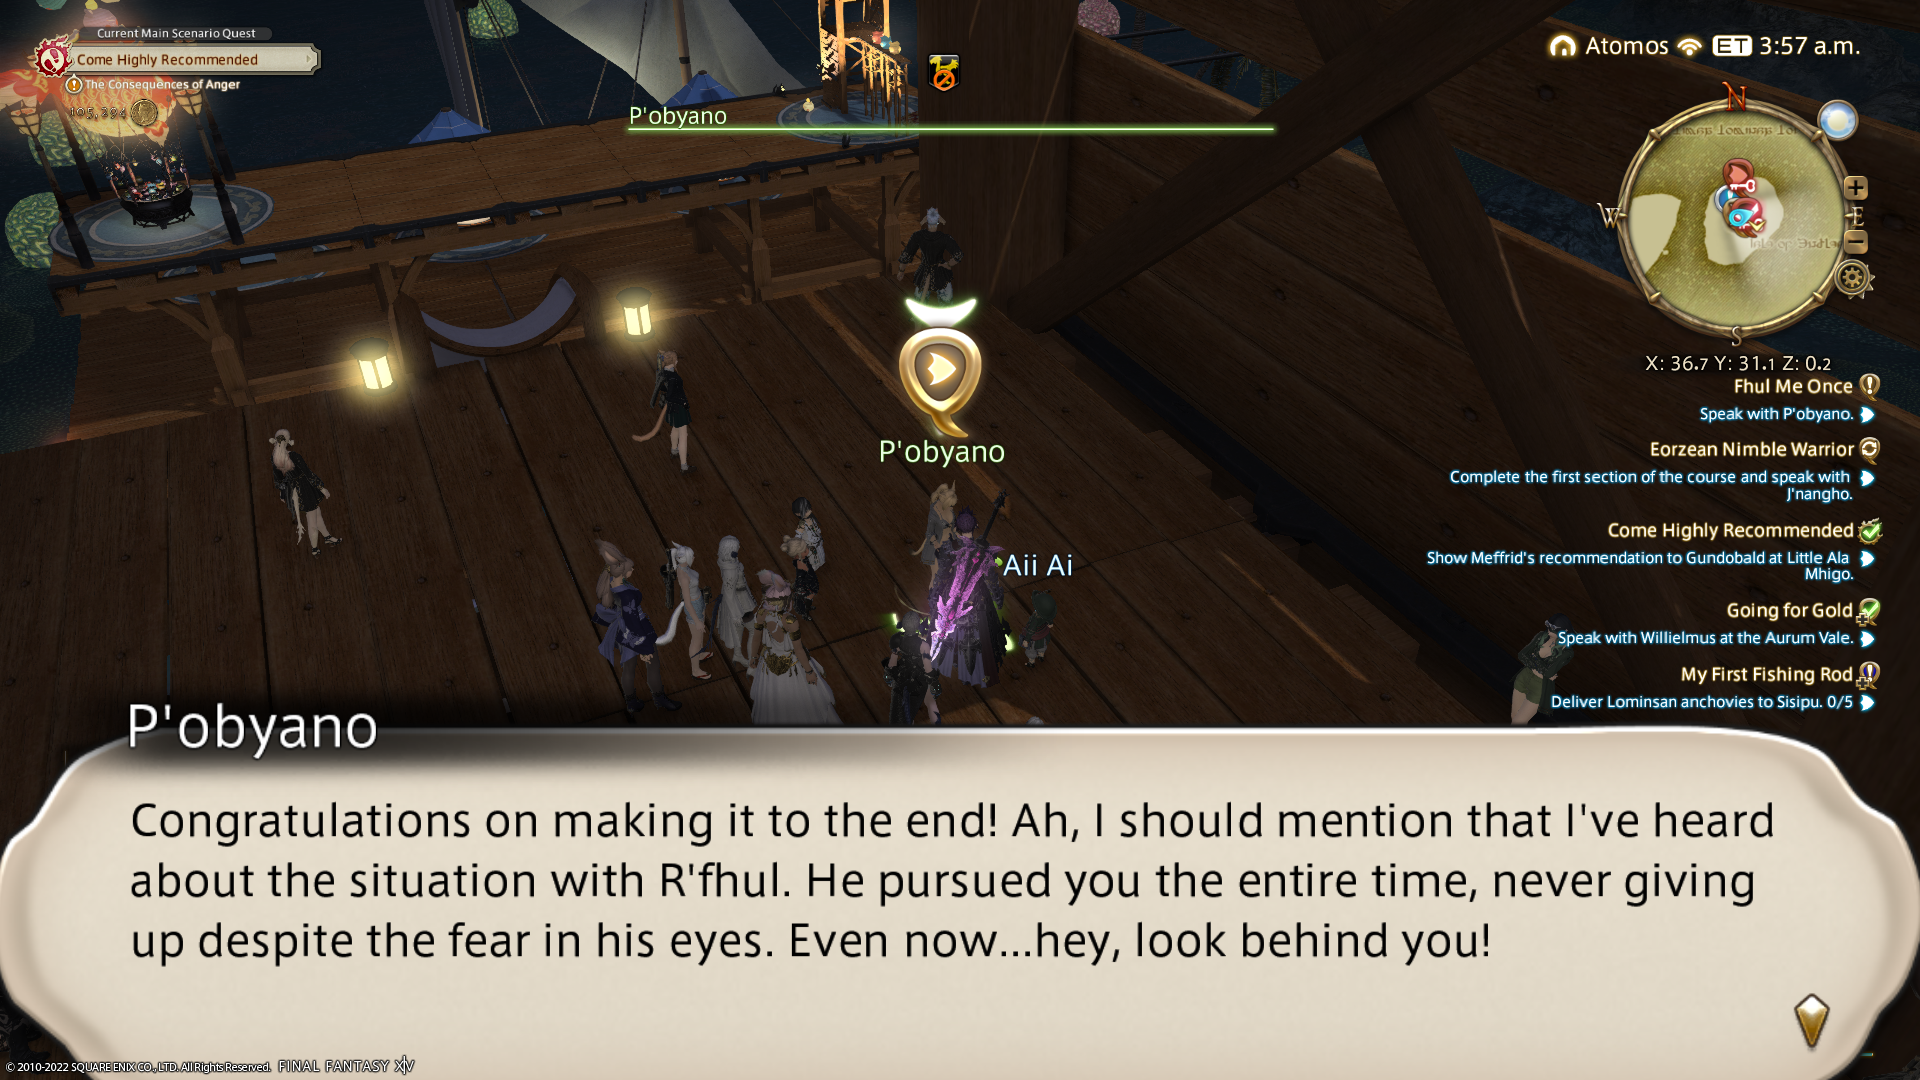 Current Main Scenario Quest
Come Highly Recommended
The Consequences of Anger
105,294
P'obyano
Atomos ET 3:57 a.m.
N
W
E
S
X: 36.7 Y: 31.1 Z: 0.2
Fhul Me Once
Speak with P'obyano.
Eorzean Nimble Warrior
Complete the first section of the course and speak with
J'nangho.
Come Highly Recommended
Show Meffrid's recommendation to Gundobald at Little Ala
Mhigo.
Going for Gold
Speak with Willielmus at the Aurum Vale.
My First Fishing Rod
Deliver Lominsan anchovies to Sisipu. 0/5
P'obyano
Aii Ai
P'obyano
Congratulations on making it to the end! Ah, I should mention that I've heard
about the situation with R'fhul. He pursued you the entire time, never giving
up despite the fear in his eyes. Even now...hey, look behind you!
© 2010-2022 SQUARE ENIX CO., LTD. All Rights Reserved. FINAL FANTASY XIV